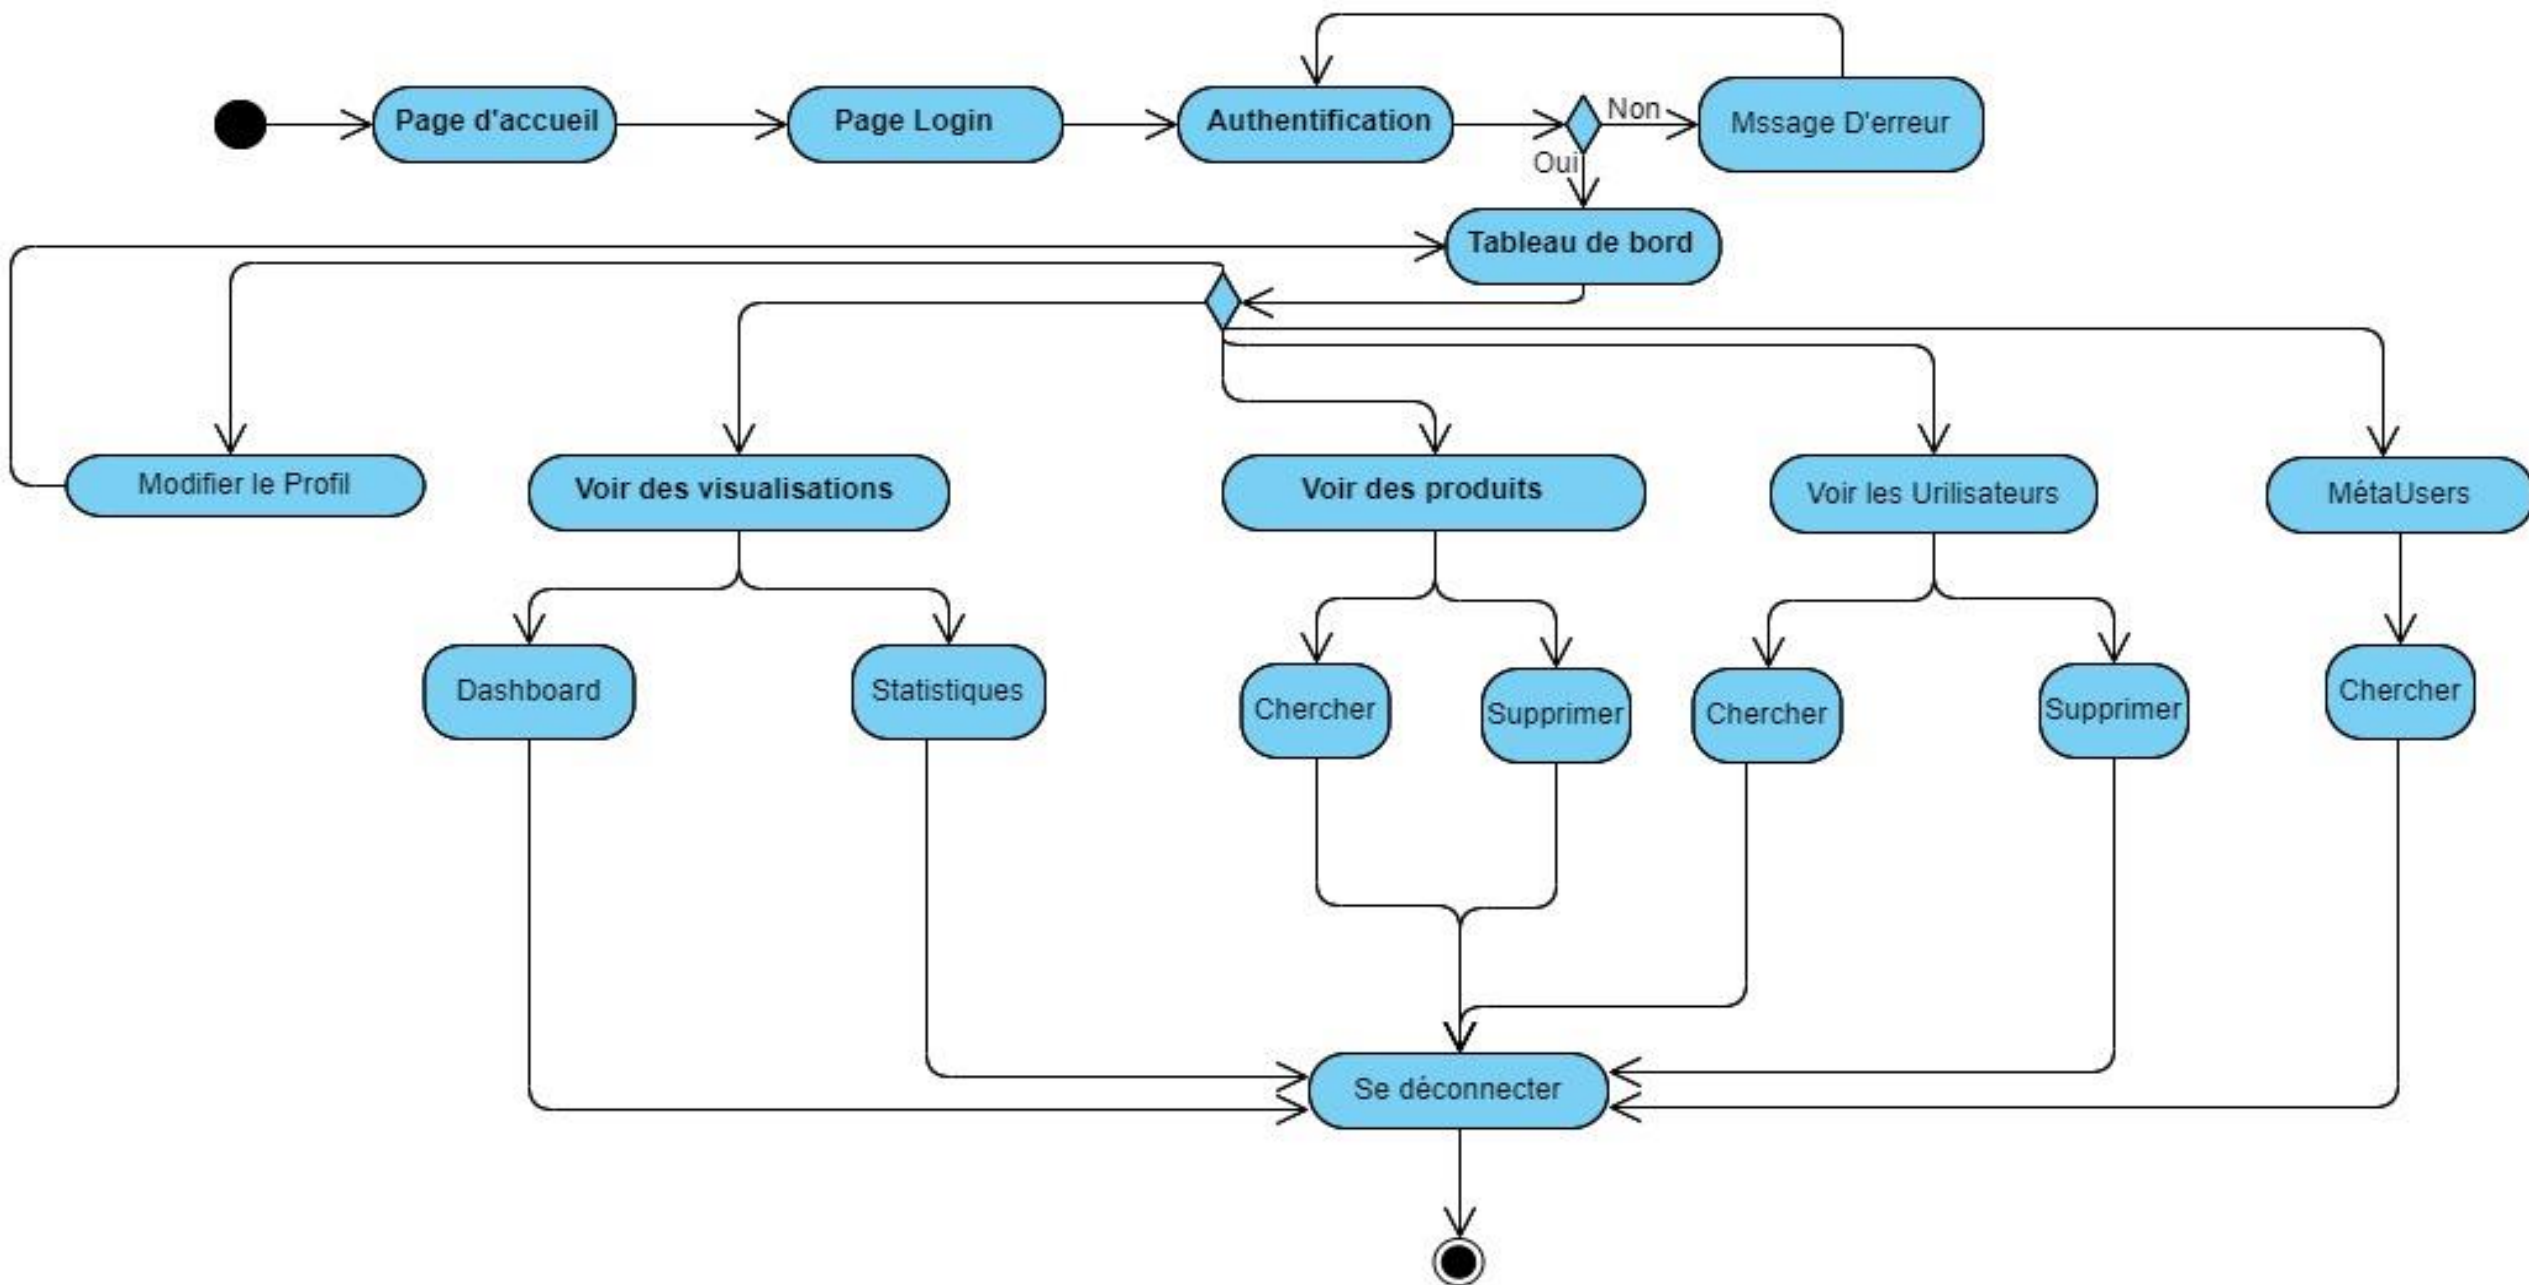 Page d'accueil
Page Login
Authentification
Non
Mssage D'erreur
Oui
Tableau de bord
Modifier le Profil
Voir des visualisations
Voir des produits
Voir les Urilisateurs
MétaUsers
Dashboard
Statistiques
Chercher
Supprimer
Chercher
Supprimer
Chercher
Se déconnecter